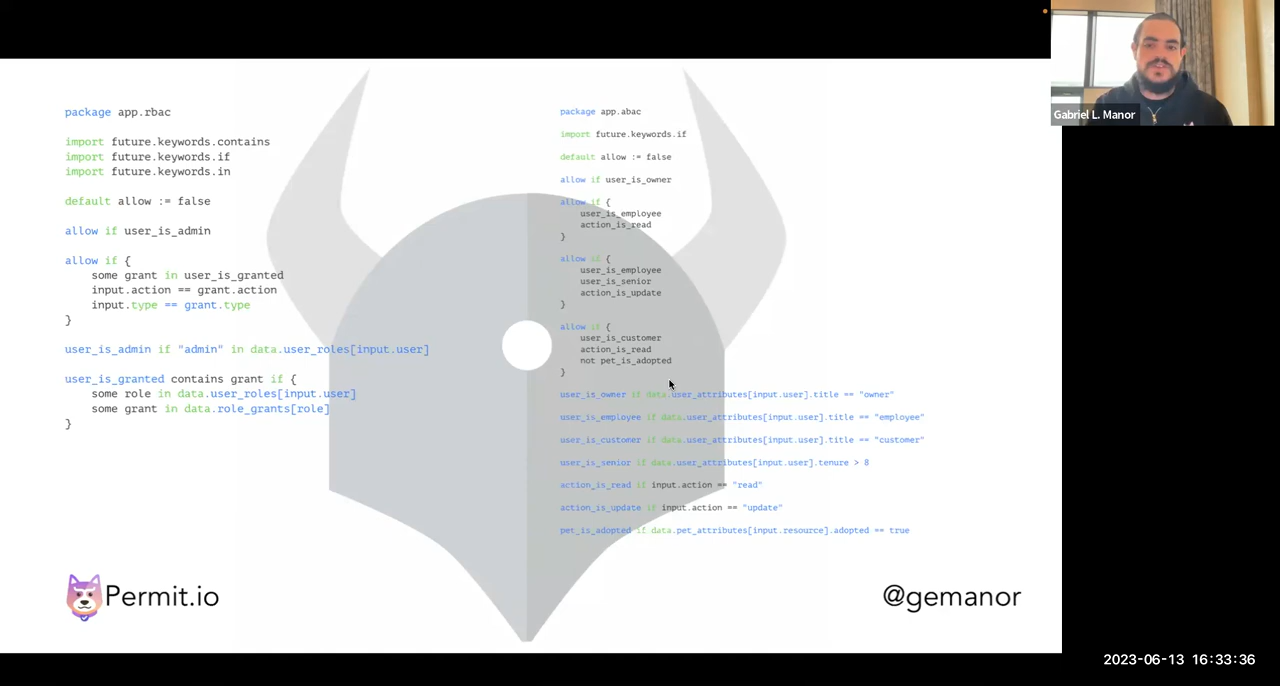 package app.rbac
import future.keywords.contains
import future.keywords.if
import future.keywords.in
default allow := false
allow if user_is_admin
allow if {
    some grant in user_is_granted
    input.action == grant.action
    input.type == grant.type
}
user_is_admin if "admin" in data.user_roles[input.user]
user_is_granted contains grant if {
    some role in data.user_roles[input.user]
    some grant in data.role_grants[role]
}
package app.abac
import future.keywords.if
default allow := false
allow if user_is_owner
allow if {
    user_is_employee
    action_is_read
}
allow if {
    user_is_employee
    user_is_senior
    action_is_update
}
allow if {
    user_is_customer
    action_is_read
    not pet_is_adopted
}
user_is_owner if data.user_attributes[input.user].title == "owner"
user_is_employee if data.user_attributes[input.user].title == "employee"
user_is_customer if data.user_attributes[input.user].title == "customer"
user_is_senior if data.user_attributes[input.user].tenure > 8
action_is_read if input.action == "read"
action_is_update if input.action == "update"
pet_is_adopted if data.pet_attributes[input.resource].adopted == true
Permit.io
@gemanor
Gabriel L. Manor
2023-06-13 16:33:36